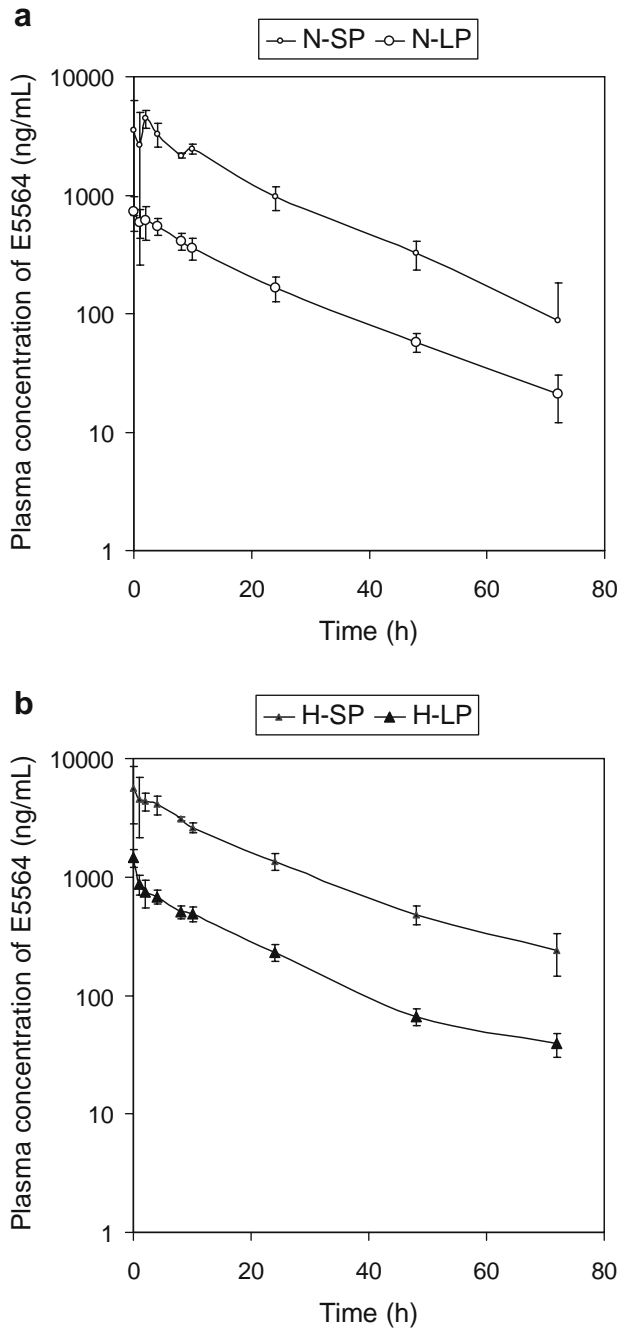 a
N-SP N-LP
Plasma concentration of E5564 (ng/mL)
10000
1000
100
10
1
0 20 40 60 80
Time (h)
b
H-SP H-LP
Plasma concentration of E5564 (ng/mL)
10000
1000
100
10
1
0 20 40 60 80
Time (h)